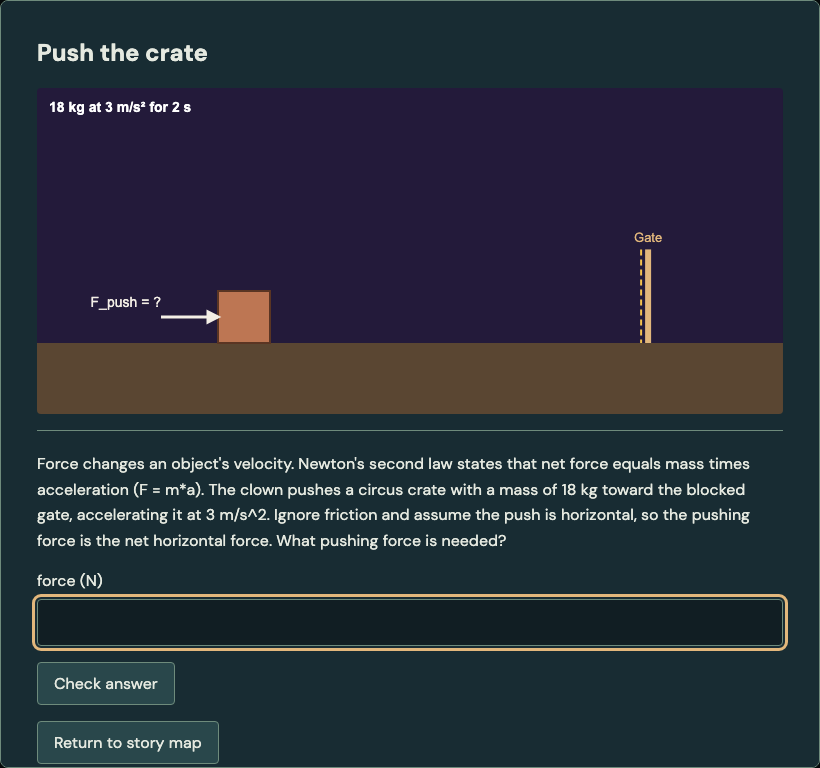 Push the crate
18 kg at 3 m/s² for 2 s
Gate
F_push = ?
Force changes an object's velocity. Newton's second law states that net force equals mass times
acceleration (F = m*a). The clown pushes a circus crate with a mass of 18 kg toward the blocked
gate, accelerating it at 3 m/s^2. Ignore friction and assume the push is horizontal, so the pushing
force is the net horizontal force. What pushing force is needed?
force (N)
Check answer
Return to story map